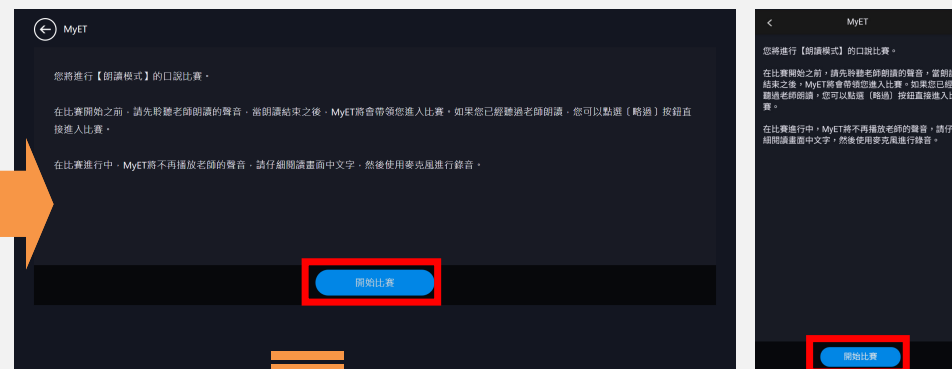 MyET
您將進行【朗讀模式】的口說比賽。
在比賽開始之前，請先聆聽老師朗讀的聲音，當朗讀結束之後，MyET將會帶領您進入比賽。如果您已經聽過老師朗讀，您可以點選〔略過〕按鈕直
接進入比賽。
在比賽進行中，MyET將不再播放老師的聲音，請仔細閱讀畫面中文字，然後使用麥克風進行錄音。
開始比賽
MyET
您將進行【朗讀模式】的口說比賽。
在比賽開始之前，請先聆聽老師朗讀的聲音，當朗
結束之後，MyET將會帶領您進入比賽。如果您已
聽過老師朗讀，您可以點選〔略過〕按鈕直接進入
賽。
在比賽進行中，MyET將不再播放老師的聲音，請
細閱讀畫面中文字，然後使用麥克風進行錄音。
開始比賽